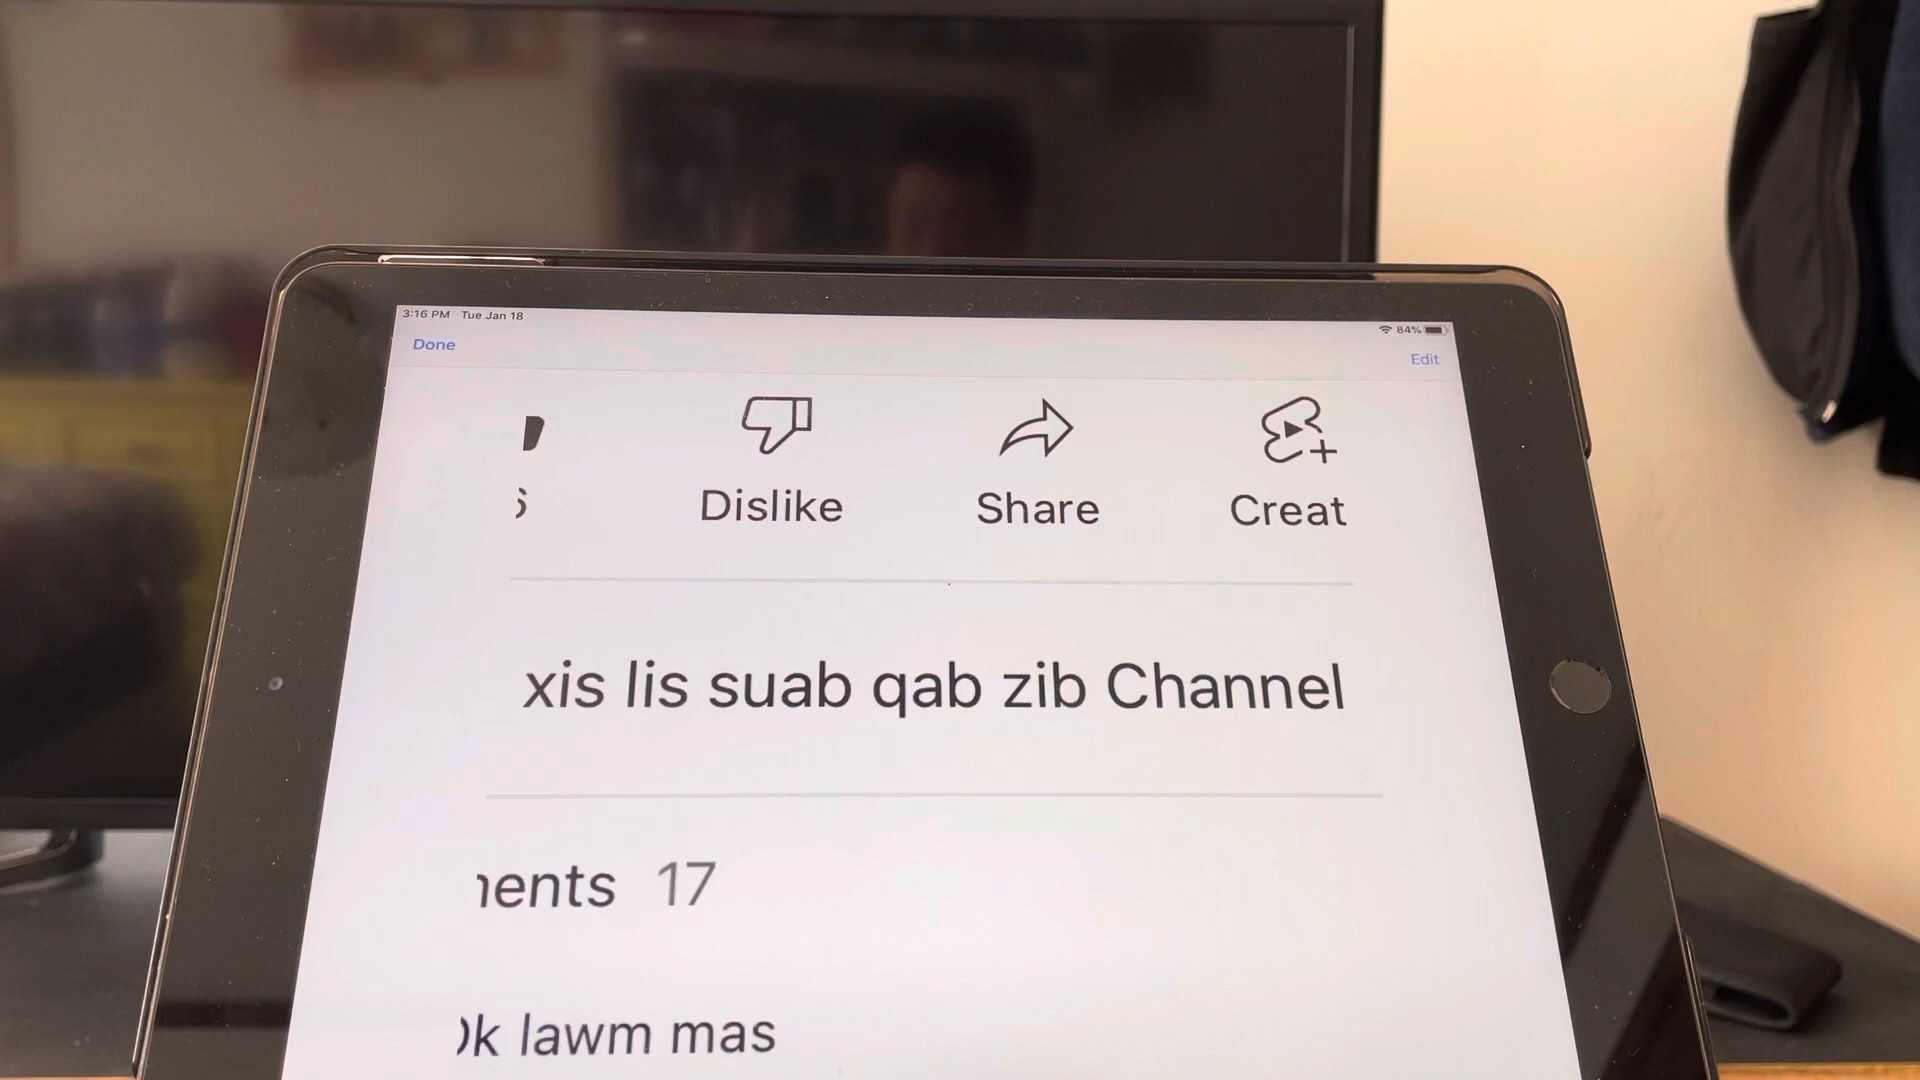 3:16 PM Tue Jan 18
84%
Done
Edit
Dislike
Share
Creat
xis lis suab qab zib Channel
ents 17
k lawm mas